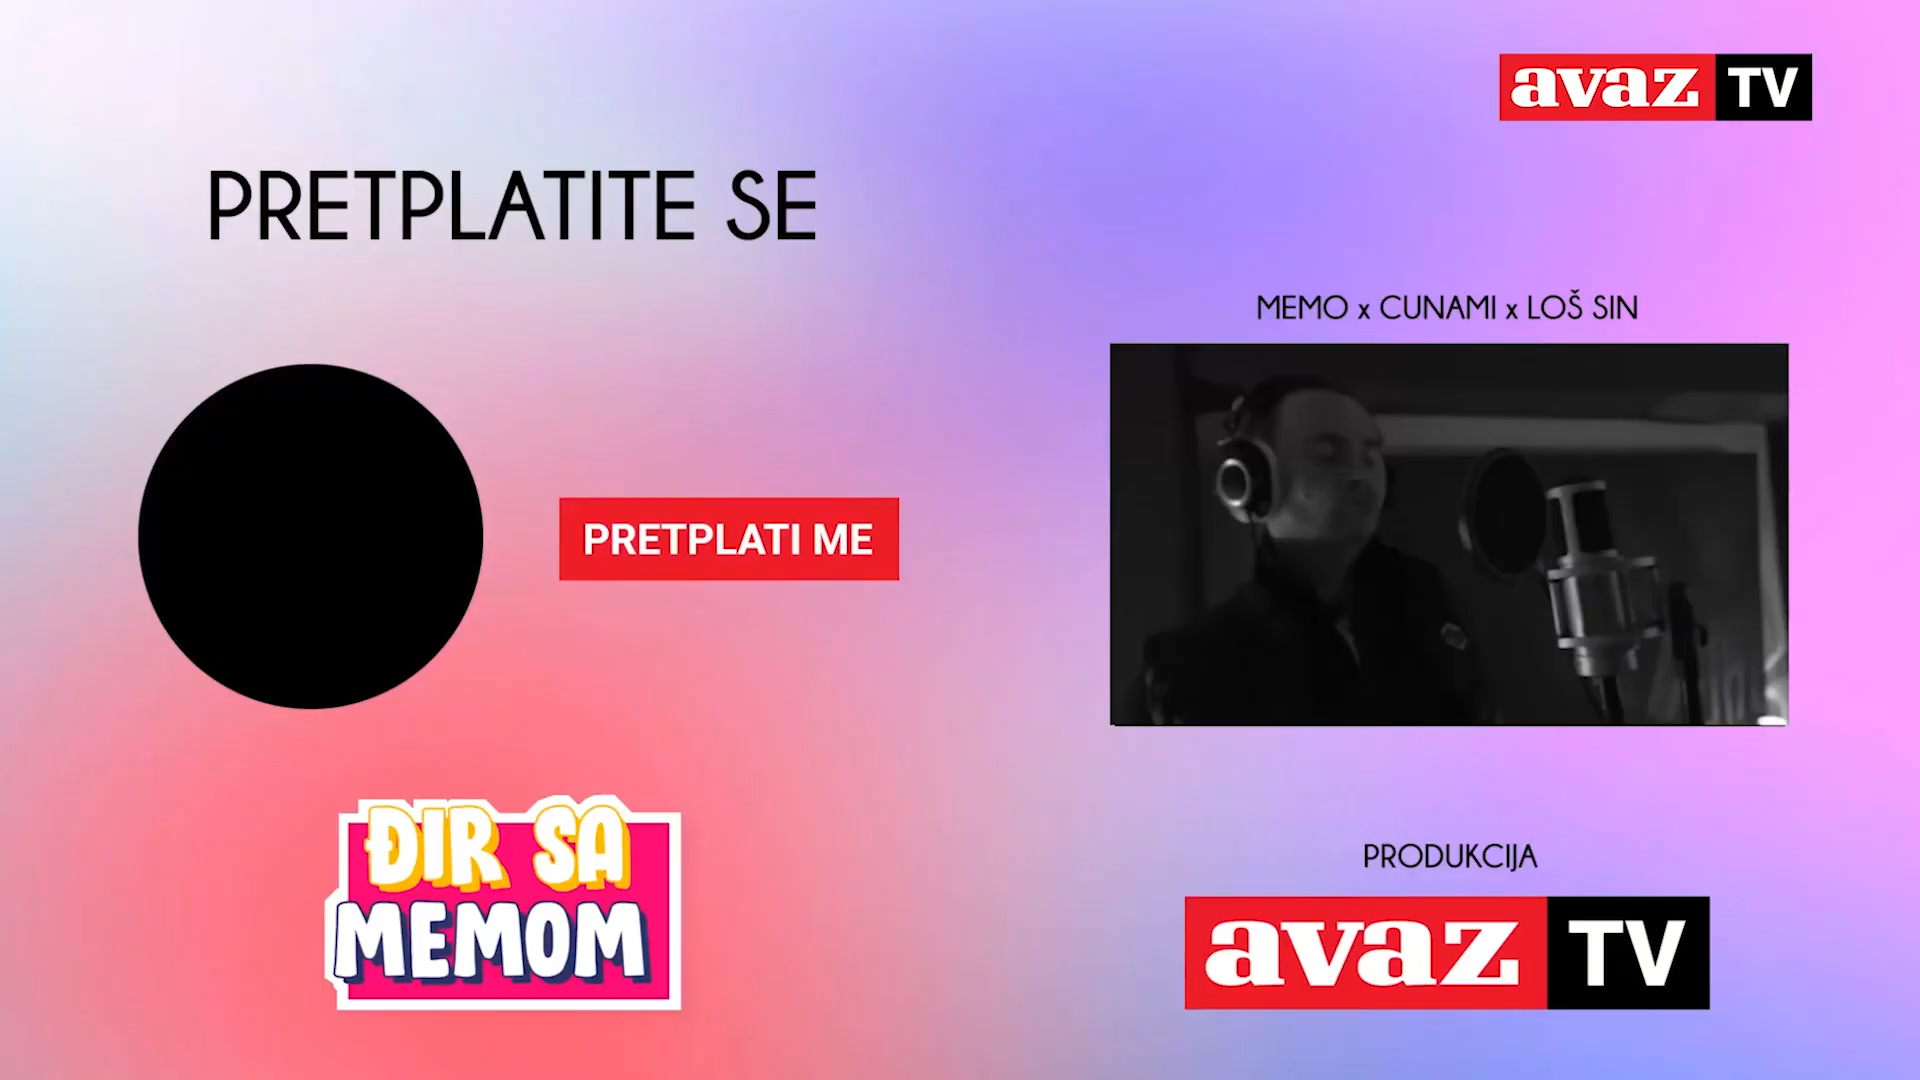 avaz TV
PRETPLATITE SE
MEMO x CUNAMI x LOŠ SIN
PRETPLATI ME
ĐIR SA
MEMOM
PRODUKCIJA
avaz TV